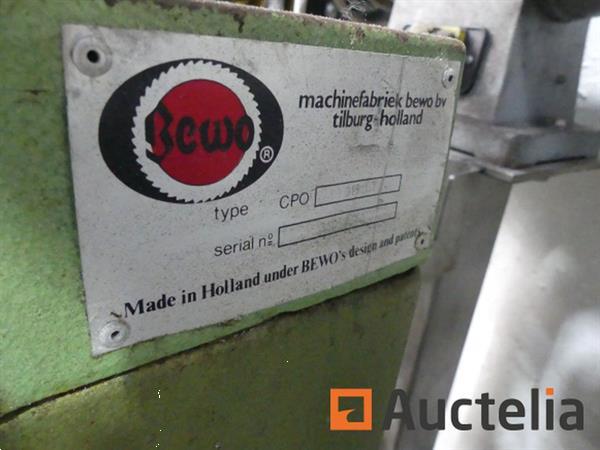 Bewo
®
machinefabriek bewo bv
tilburg-holland
type CPO
serial nº
Made in Holland under BEWO's design and patents
Auctelia